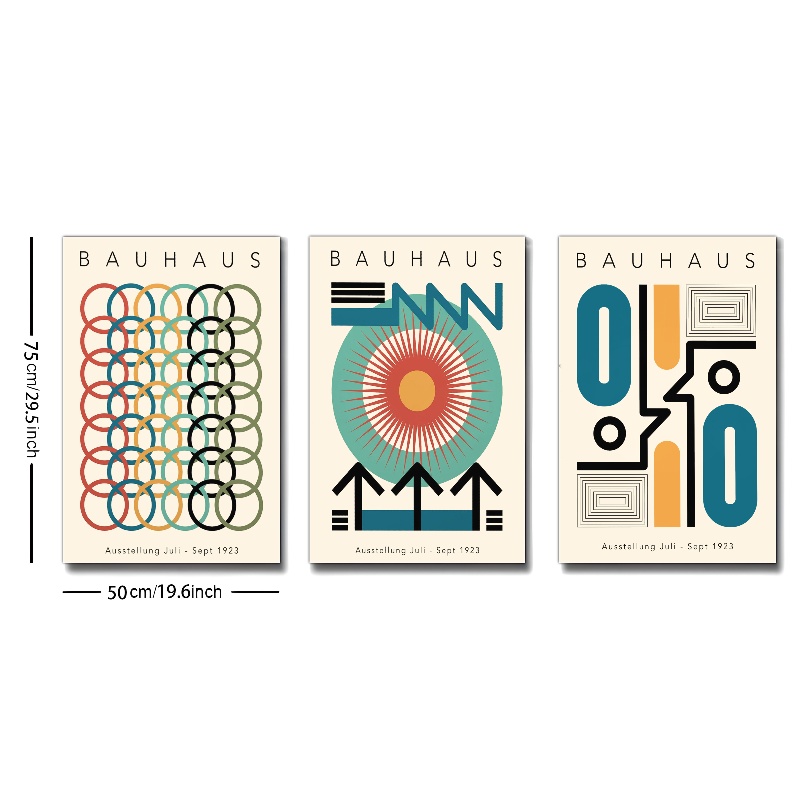 BAUHAUS
Ausstellung Juli - Sept 1923
BAUHAUS
Ausstellung Juli - Sept 1923
BAUHAUS
Ausstellung Juli - Sept 1923
75cm/29.5inch
50cm/19.6inch